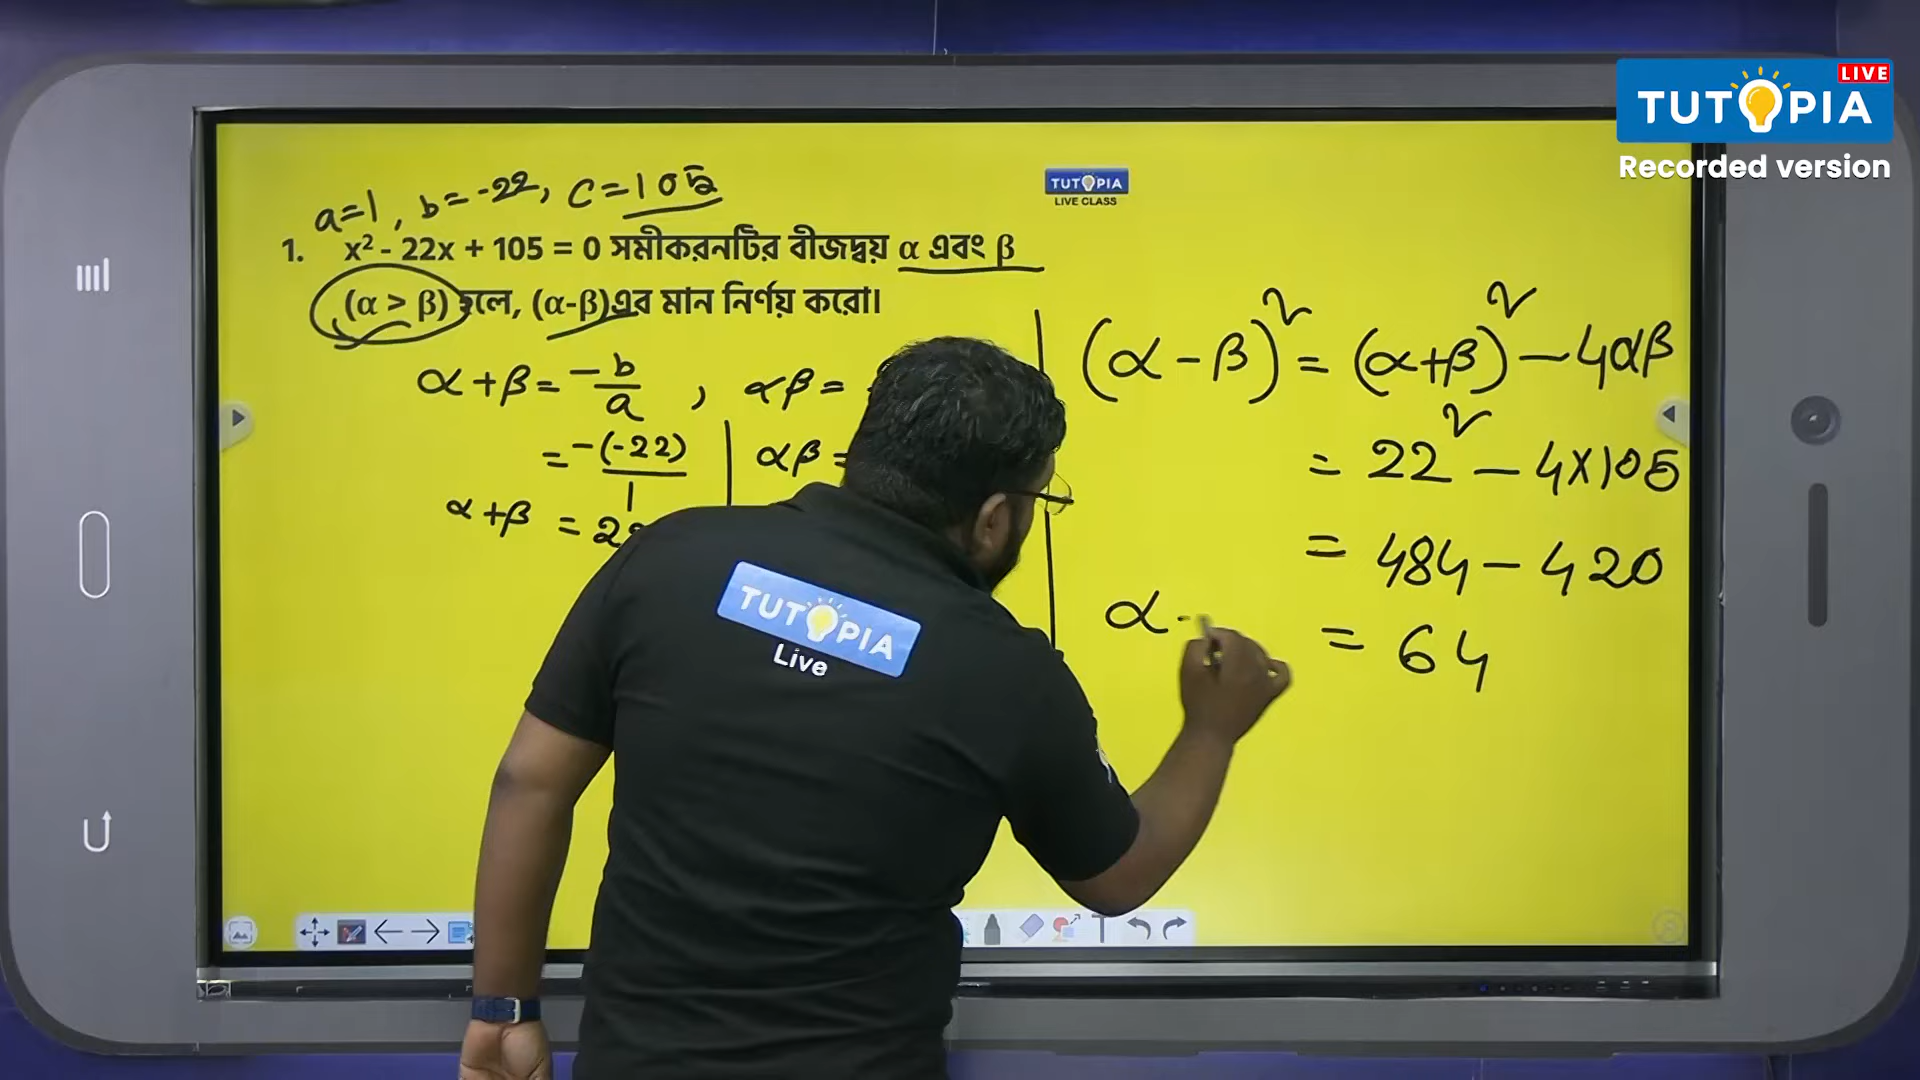 LIVE
TUTOPIA
Recorded version
TUTOPIA
LIVE CLASS
a=1, b=-22, c=105
1. x² - 22x + 105 = 0 সমীকরনটির বীজদ্বয় α এবং β
(α > β) হলে, (α-β)এর মান নির্ণয় করো।
α+β = -b/a , αβ =
= -(-22)/1
αβ =
α+β = 22
(α-β)² = (α+β)² - 4αβ
= 22² - 4×105
= 484 - 420
= 64
α -
TUTOPIA
Live